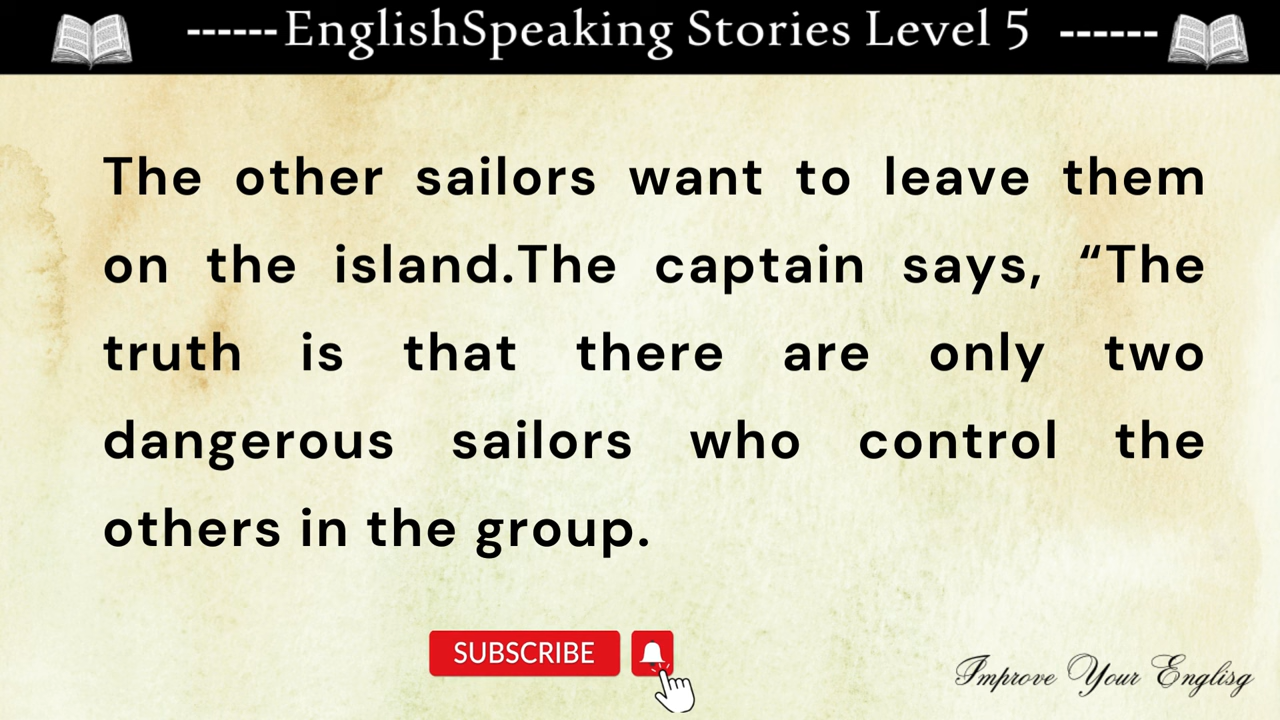 ------EnglishSpeaking Stories Level 5 ------
The other sailors want to leave them
on the island.The captain says, “The
truth is that there are only two
dangerous sailors who control the
others in the group.
SUBSCRIBE
Improve Your Englisg